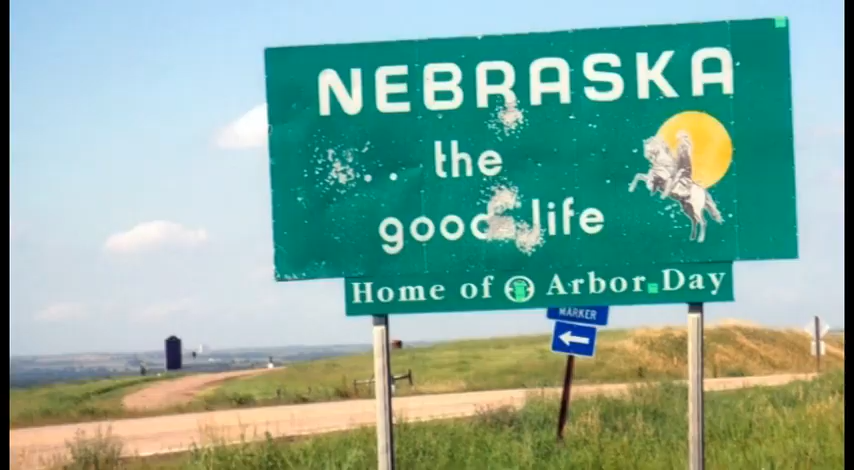 NEBRASKA
... the
good life
Home of Arbor Day
MARKER